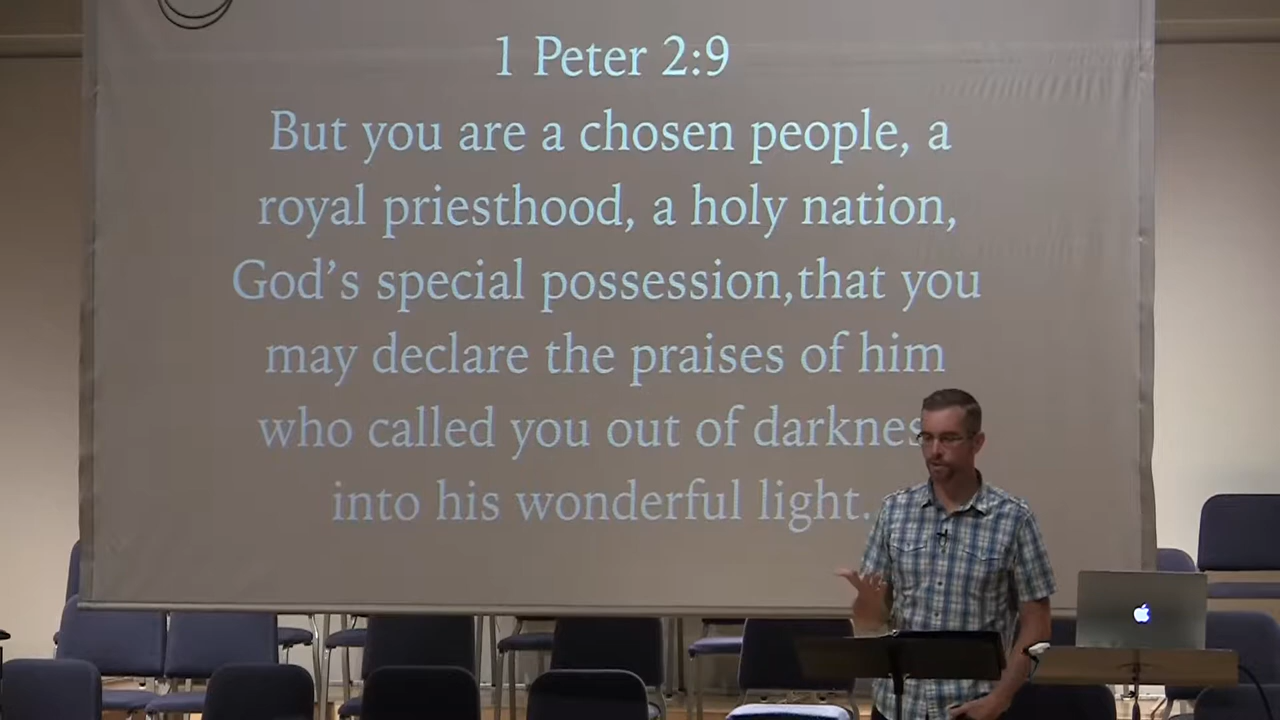 1 Peter 2:9
But you are a chosen people, a
royal priesthood, a holy nation,
God’s special possession,that you
may declare the praises of him
who called you out of darknes
into his wonderful light.